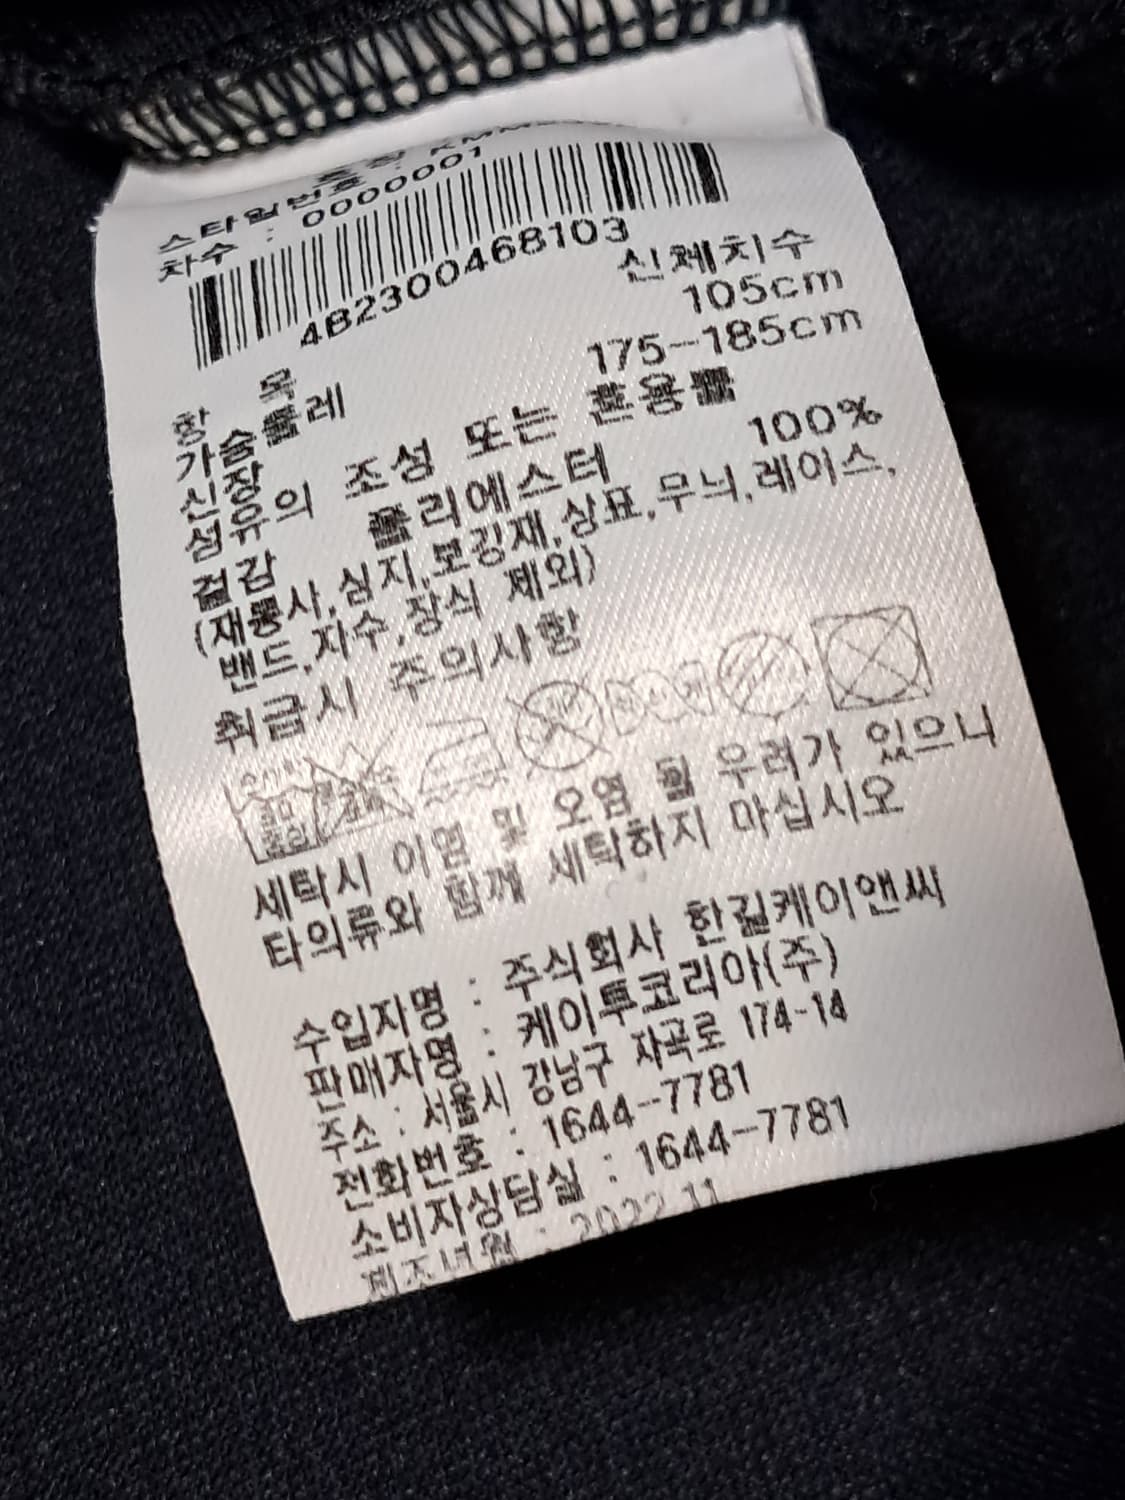 스타일번호 :
차수 : 0000001
4B2300468103
항 목 신체치수
가슴둘레 105cm
신장 175-185cm
섬유의 조성 또는 혼용률
겉감 폴리에스터 100%
(재봉사,심지,보강재,상표,무늬,레이스,
밴드,자수,장식 제외)
취급시 주의사항
세탁시 이염 및 오염 될 우려가 있으니
타의류와 함께 세탁하지 마십시오
수입자명 : 주식회사 한길케이앤씨
판매자명 : 케이투코리아(주)
주소 : 서울시 강남구 자곡로 174-14
전화번호 : 1644-7781
소비자상담실 : 1644-7781
제조년월 : 2022.11